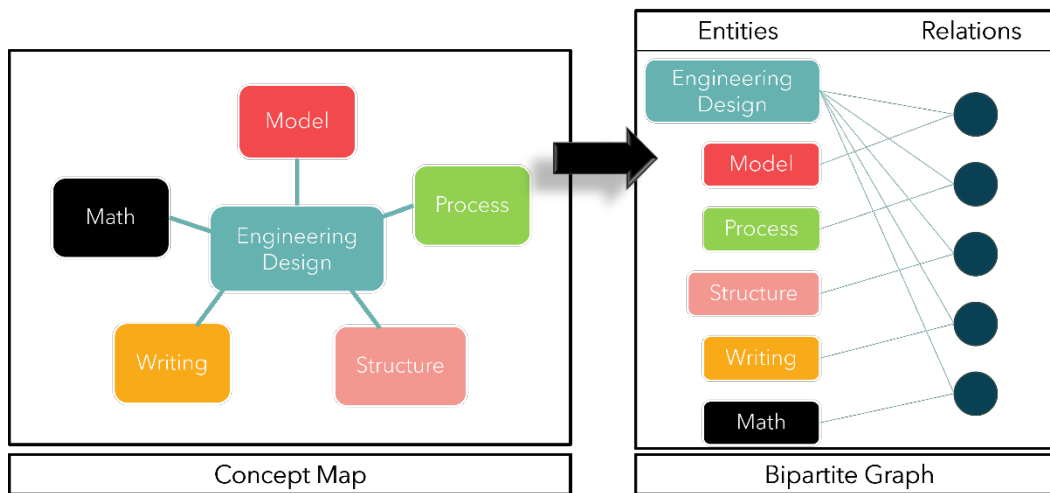 Model
Math
Process
Engineering
Design
Writing
Structure
Concept Map
Entities
Relations
Engineering
Design
Model
Process
Structure
Writing
Math
Bipartite Graph